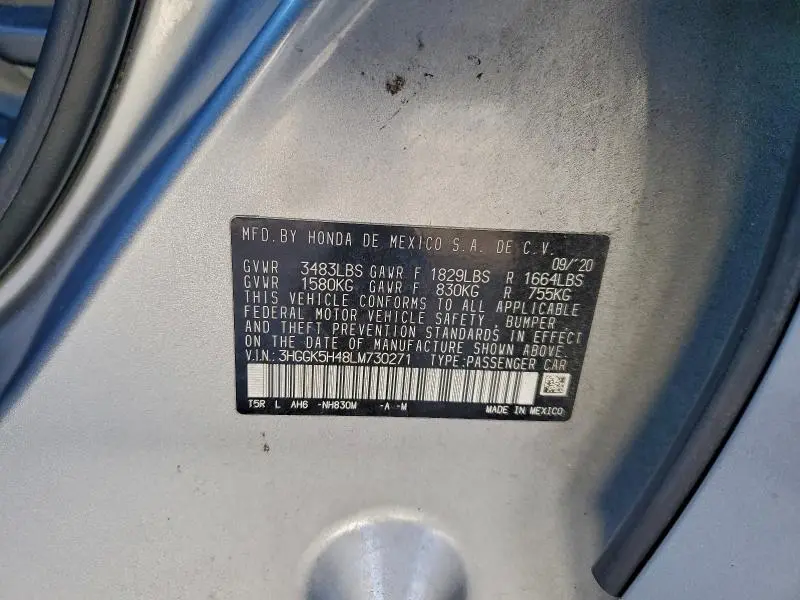 MFD. BY HONDA DE MEXICO S.A. DE C.V.
09/'20
GVWR 3483LBS GAWR F 1829LBS R 1664LBS
GVWR 1580KG GAWR F 830KG R 755KG
THIS VEHICLE CONFORMS TO ALL APPLICABLE
FEDERAL MOTOR VEHICLE SAFETY, BUMPER
AND THEFT PREVENTION STANDARDS IN EFFECT
ON THE DATE OF MANUFACTURE SHOWN ABOVE.
V.I.N.: 3HGGK5H48LM730271 TYPE:PASSENGER CAR
T5R L AH6 -NH830M -A -M MADE IN MEXICO